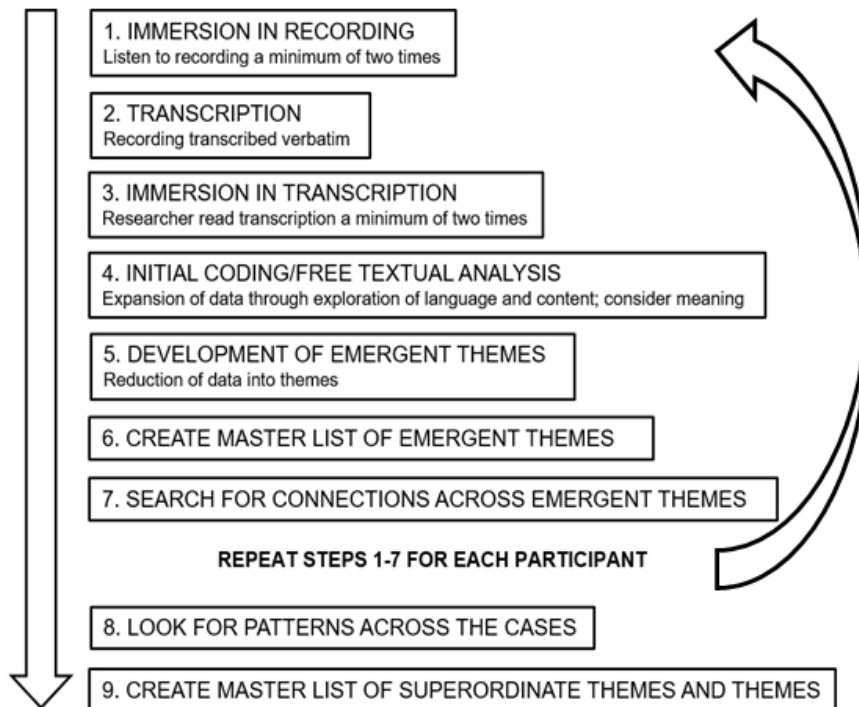 1. IMMERSION IN RECORDING
Listen to recording a minimum of two times
2. TRANSCRIPTION
Recording transcribed verbatim
3. IMMERSION IN TRANSCRIPTION
Researcher read transcription a minimum of two times
4. INITIAL CODING/FREE TEXTUAL ANALYSIS
Expansion of data through exploration of language and content; consider meaning
5. DEVELOPMENT OF EMERGENT THEMES
Reduction of data into themes
6. CREATE MASTER LIST OF EMERGENT THEMES
7. SEARCH FOR CONNECTIONS ACROSS EMERGENT THEMES
REPEAT STEPS 1-7 FOR EACH PARTICIPANT
8. LOOK FOR PATTERNS ACROSS THE CASES
9. CREATE MASTER LIST OF SUPERORDINATE THEMES AND THEMES